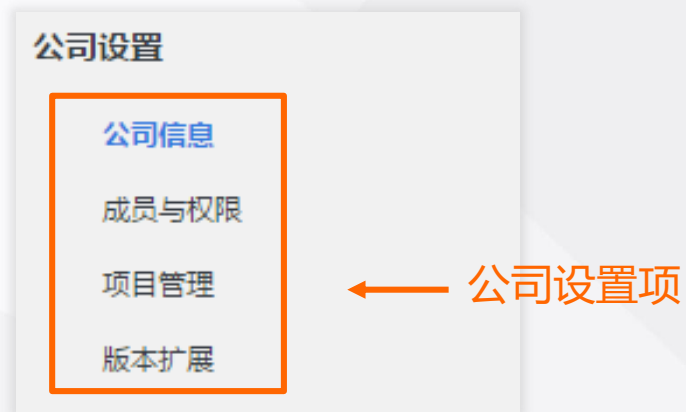 公司设置
公司信息
成员与权限
项目管理
公司设置项
版本扩展